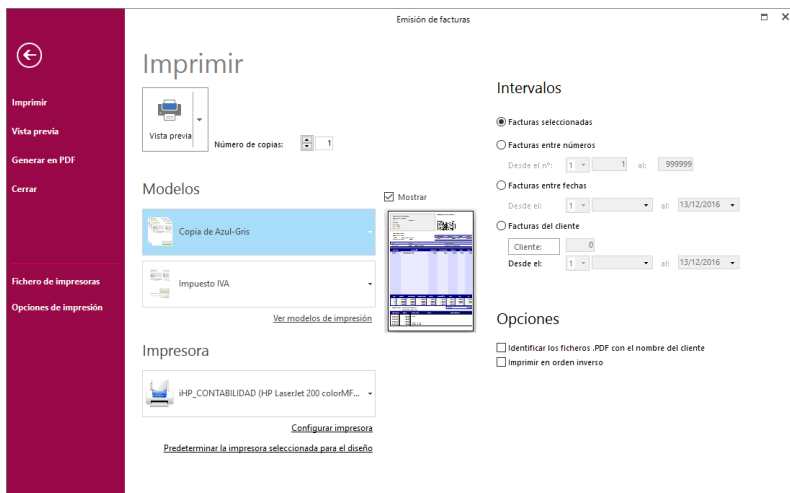 Emisión de facturas
Imprimir
Vista previa
Generar en PDF
Cerrar
Fichero de impresoras
Opciones de impresión
Imprimir
Vista previa
Número de copias: 1
Modelos
Mostrar
Copia de Azul-Gris
Impuesto IVA
Ver modelos de impresión
Impresora
iHP_CONTABILIDAD (HP LaserJet 200 colorMF...
Configurar impresora
Predeterminar la impresora seleccionada para el diseño
Intervalos
Facturas seleccionadas
Facturas entre números
Desde el nº: 1 1 al: 999999
Facturas entre fechas
Desde el: 1 al: 13/12/2016
Facturas del cliente
Cliente: 0
Desde el: 1 al: 13/12/2016
Opciones
Identificar los ficheros .PDF con el nombre del cliente
Imprimir en orden inverso